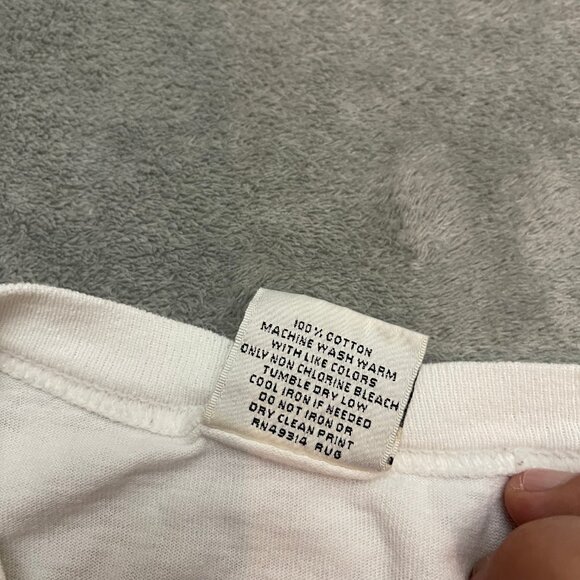 100% COTTON
MACHINE WASH WARM
WITH LIKE COLORS
ONLY NON CHLORINE BLEACH
TUMBLE DRY LOW
COOL IRON IF NEEDED
DO NOT IRON OR
DRY CLEAN PRINT
RN49314 RUG